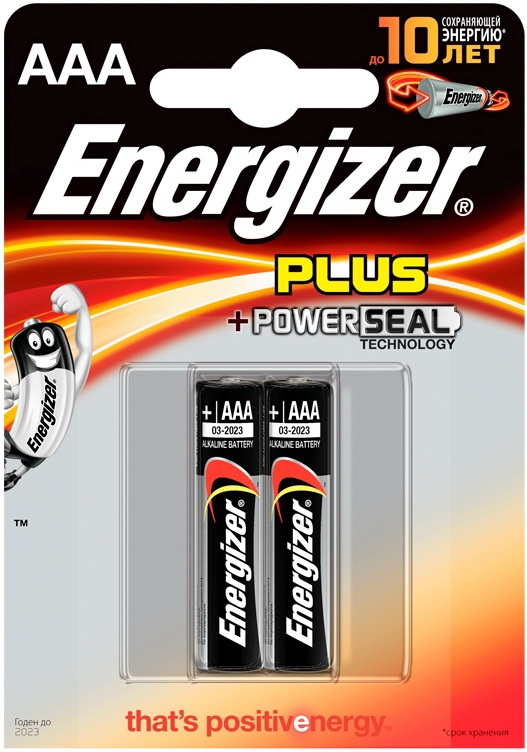 AAA
до 10 СОХРАНЯЮЩЕЙ ЭНЕРГИЮ* ЛЕТ
Energizer
Energizer®
PLUS
+POWERSEAL
TECHNOLOGY
Energizer
TM
+ AAA
03-2023
ALKALINE BATTERY
Energizer®
+ AAA
03-2023
ALKALINE BATTERY
Energizer®
that's positivenergy™
Годен до
2023
*срок хранения